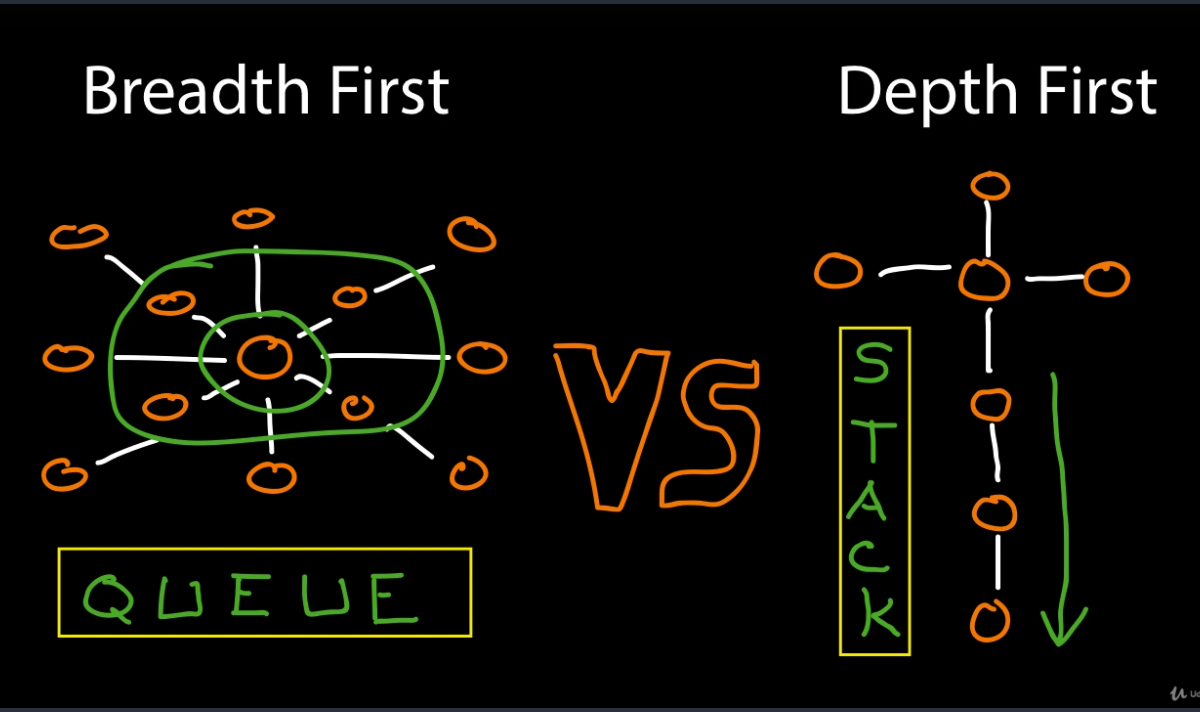 Breadth First
Depth First
VS
QUEUE
STACK